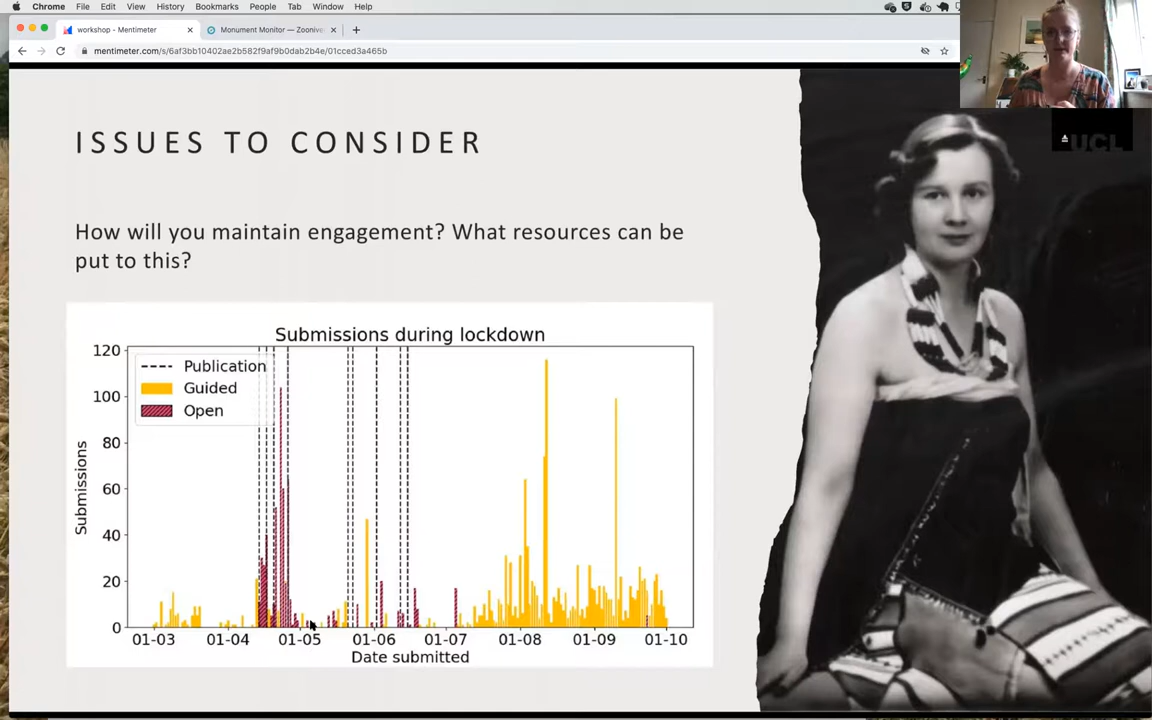 Chrome File Edit View History Bookmarks People Tab Window Help
workshop - Mentimeter
Monument Monitor — Zooniver
mentimeter.com/s/6af3bb10402ae2b582f9af9b0dab2b4e/01cced3a465b
UCL
ISSUES TO CONSIDER
How will you maintain engagement? What resources can be
put to this?
Submissions during lockdown
Publication
Guided
Open
120
100
80
60
40
20
0
Submissions
01-03 01-04 01-05 01-06 01-07 01-08 01-09 01-10
Date submitted